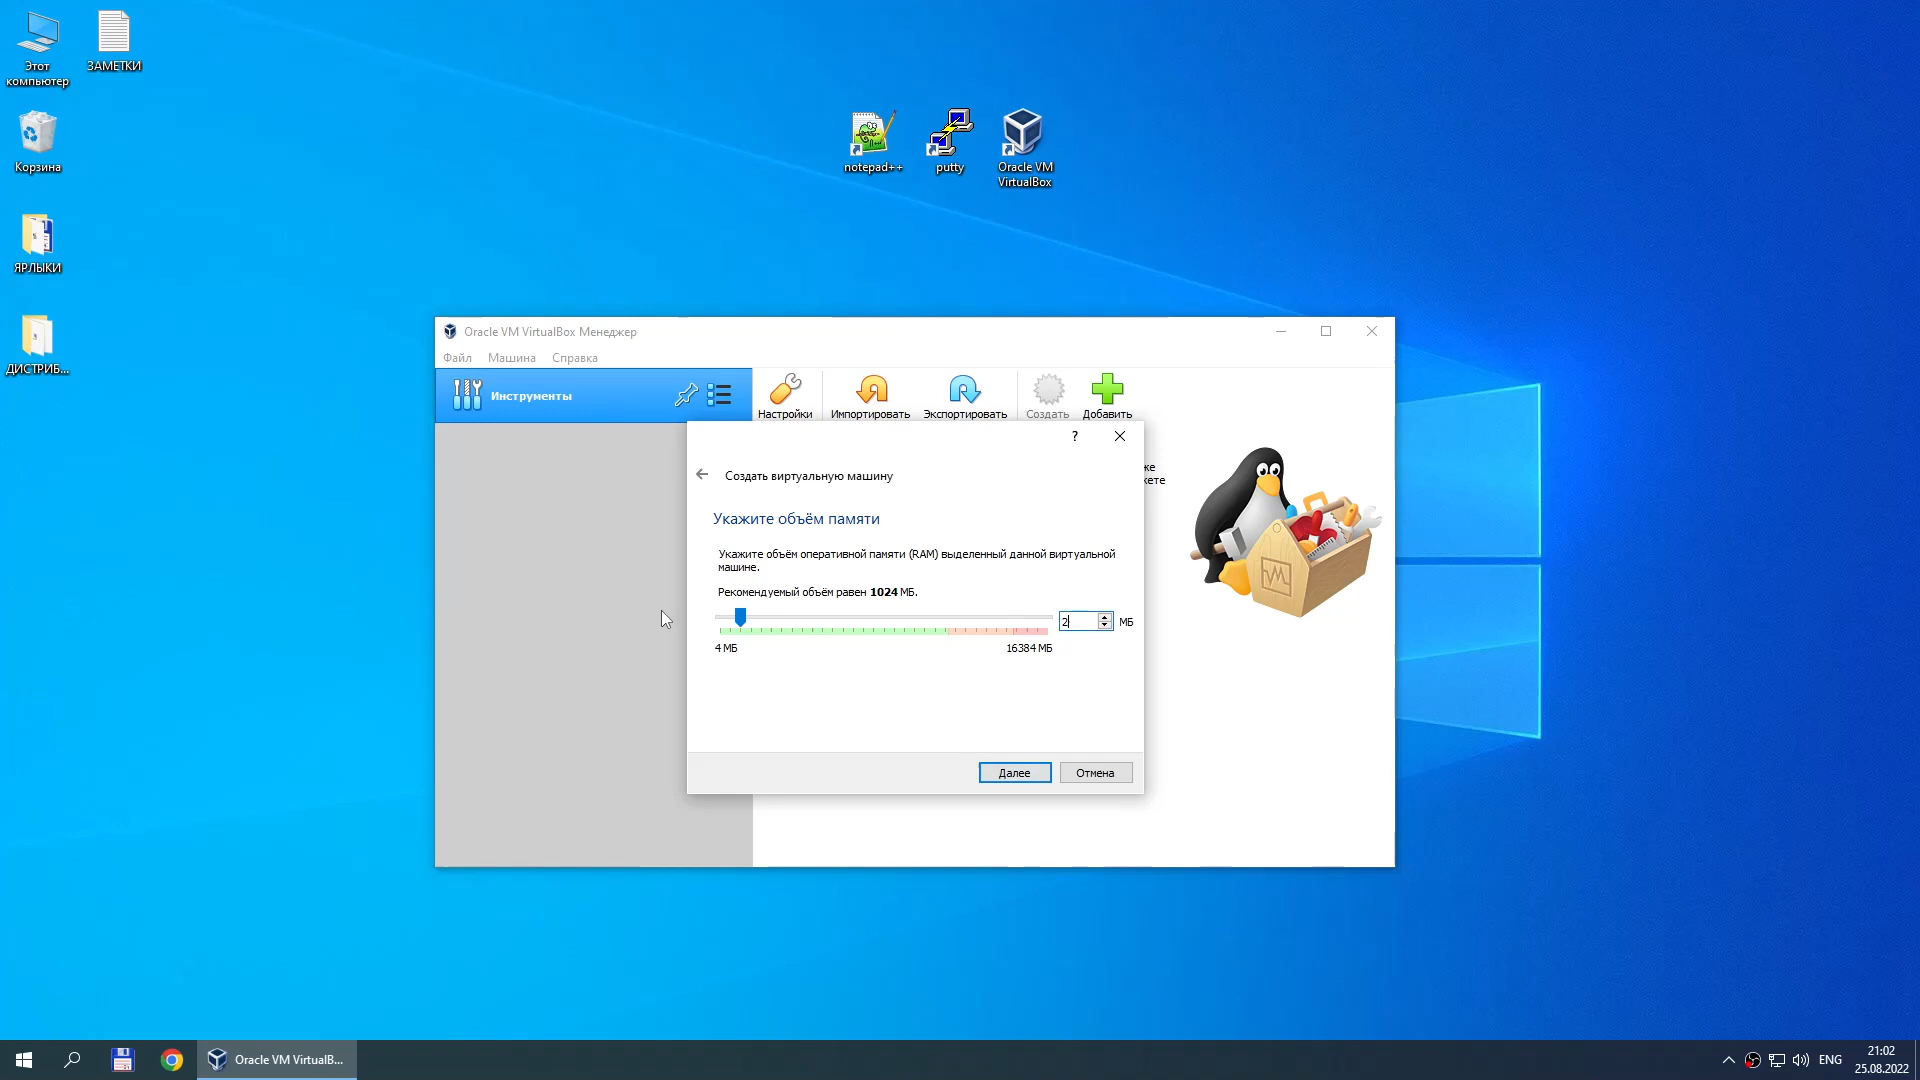 Этот
компьютер
ЗАМЕТКИ
Корзина
ЯРЛЫКИ
ДИСТРИБ...
notepad++
putty
Oracle VM
VirtualBox
Oracle VM VirtualBox Менеджер
Файл Машина Справка
Инструменты
Настройки
Импортировать
Экспортировать
Создать
Добавить
же
жете
?
Создать виртуальную машину
Укажите объём памяти
Укажите объём оперативной памяти (RAM) выделенный данной виртуальной
машине.
Рекомендуемый объём равен 1024 МБ.
2 МБ
4 МБ 16384 МБ
Далее Отмена
Oracle VM VirtualB...
ENG
21:02
25.08.2022